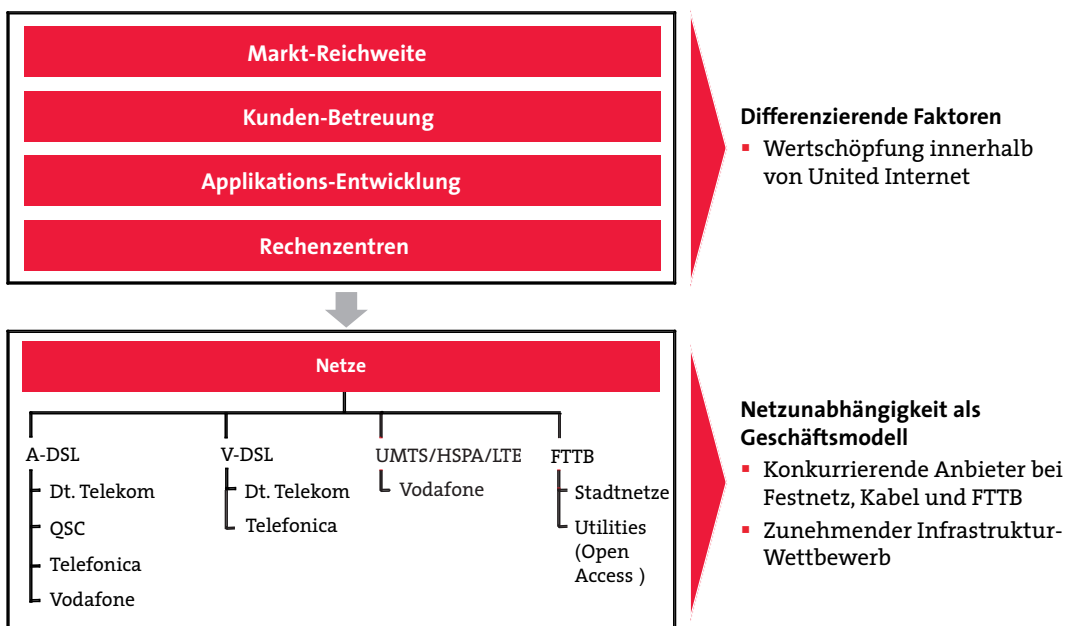 Markt-Reichweite
Kunden-Betreuung
Applikations-Entwicklung
Rechenzentren
Differenzierende Faktoren
Wertschöpfung innerhalb
von United Internet
Netze
A-DSL
Dt. Telekom
QSC
Telefonica
Vodafone
V-DSL
Dt. Telekom
Telefonica
UMTS/HSPA/LTE
Vodafone
FTTB
Stadtnetze
Utilities
(Open
Access )
Netzunabhängigkeit als
Geschäftsmodell
Konkurrierende Anbieter bei
Festnetz, Kabel und FTTB
Zunehmender Infrastruktur-
Wettbewerb